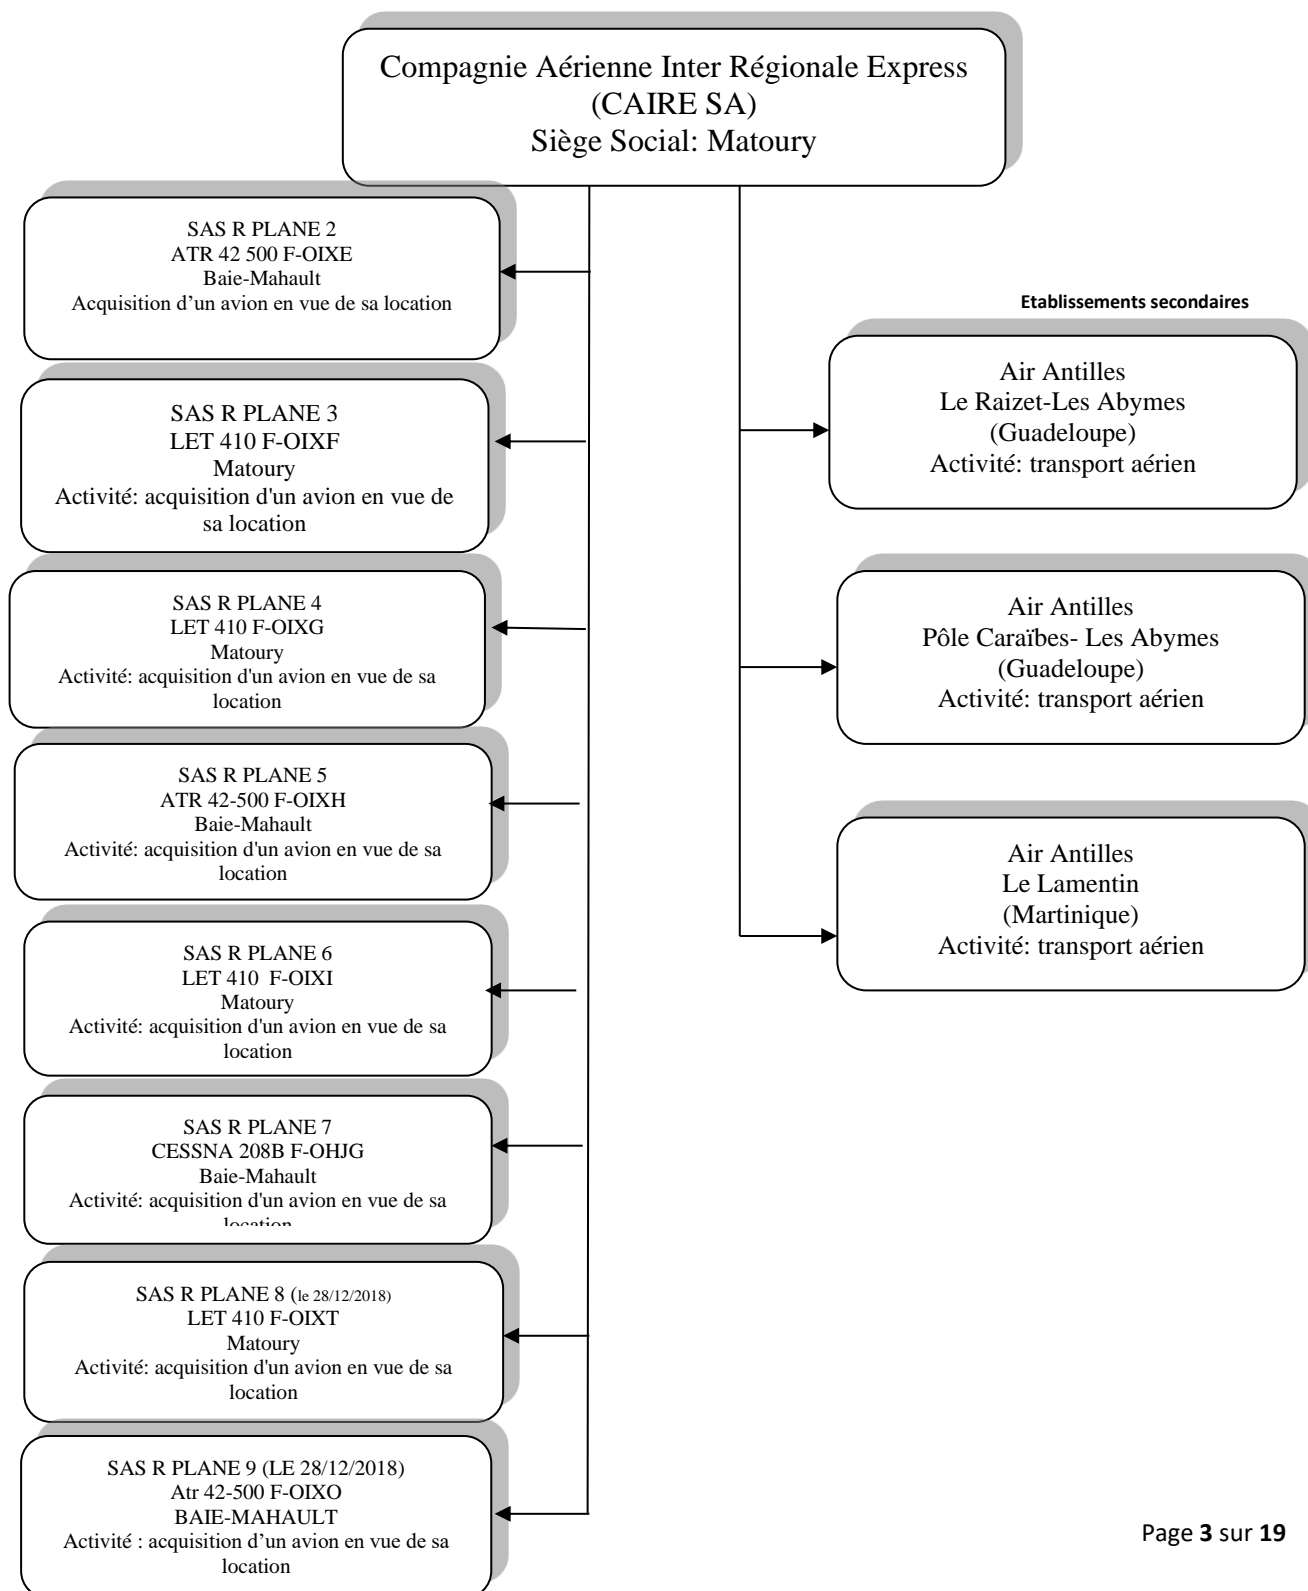 Compagnie Aérienne Inter Régionale Express
(CAIRE SA)
Siège Social: Matoury
SAS R PLANE 2
ATR 42 500 F-OIXE
Baie-Mahault
Acquisition d’un avion en vue de sa location
SAS R PLANE 3
LET 410 F-OIXF
Matoury
Activité: acquisition d'un avion en vue de
sa location
SAS R PLANE 4
LET 410 F-OIXG
Matoury
Activité: acquisition d'un avion en vue de sa
location
SAS R PLANE 5
ATR 42-500 F-OIXH
Baie-Mahault
Activité: acquisition d'un avion en vue de sa
location
SAS R PLANE 6
LET 410  F-OIXI
Matoury
Activité: acquisition d'un avion en vue de sa
location
SAS R PLANE 7
CESSNA 208B F-OHJG
Baie-Mahault
Activité: acquisition d'un avion en vue de sa
location
SAS R PLANE 8 (le 28/12/2018)
LET 410 F-OIXT
Matoury
Activité: acquisition d'un avion en vue de sa
location
SAS R PLANE 9 (LE 28/12/2018)
Atr 42-500 F-OIXO
BAIE-MAHAULT
Activité : acquisition d’un avion en vue de sa
location
Etablissements secondaires
Air Antilles
Le Raizet-Les Abymes
(Guadeloupe)
Activité: transport aérien
Air Antilles
Pôle Caraïbes- Les Abymes
(Guadeloupe)
Activité: transport aérien
Air Antilles
Le Lamentin
(Martinique)
Activité: transport aérien
Page 3 sur 19